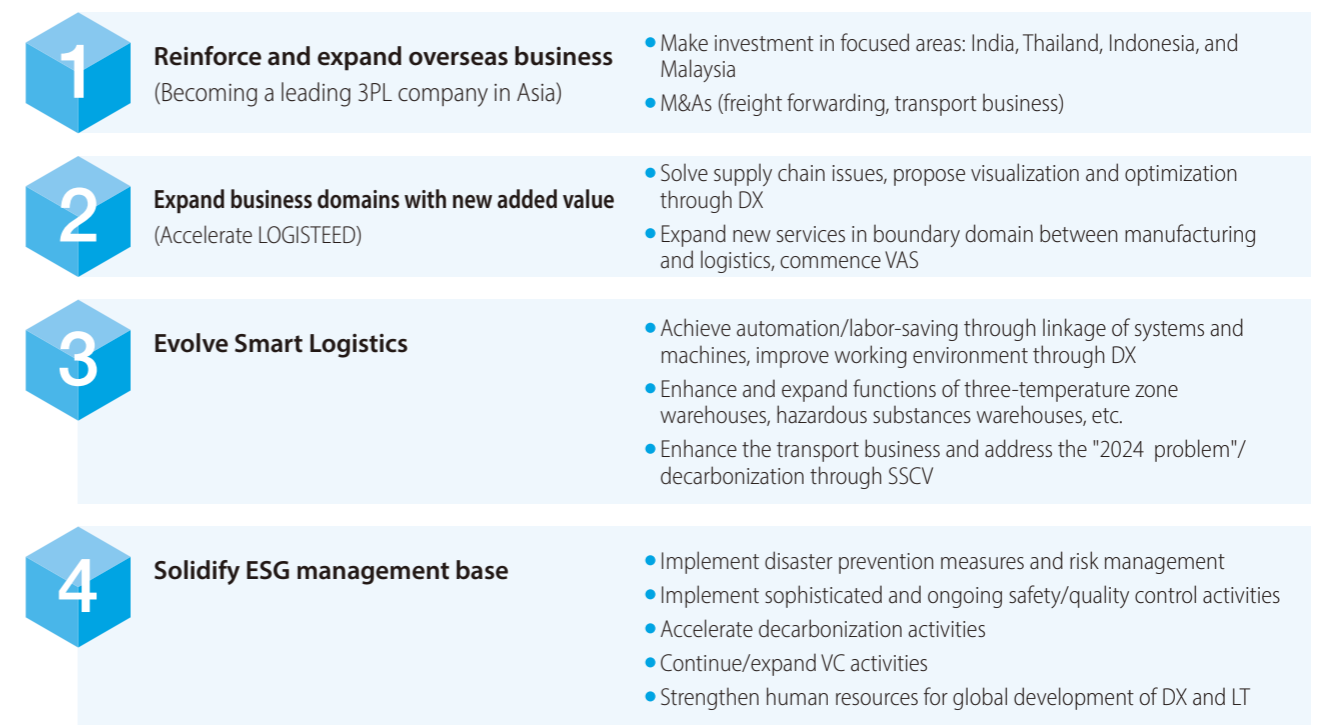 1
Reinforce and expand overseas business
(Becoming a leading 3PL company in Asia)
● Make investment in focused areas: India, Thailand, Indonesia, and
Malaysia
● M&As (freight forwarding, transport business)
2
Expand business domains with new added value
(Accelerate LOGISTEED)
● Solve supply chain issues, propose visualization and optimization
through DX
● Expand new services in boundary domain between manufacturing
and logistics, commence VAS
3
Evolve Smart Logistics
● Achieve automation/labor-saving through linkage of systems and
machines, improve working environment through DX
● Enhance and expand functions of three-temperature zone
warehouses, hazardous substances warehouses, etc.
● Enhance the transport business and address the "2024 problem"/
decarbonization through SSCV
4
Solidify ESG management base
● Implement disaster prevention measures and risk management
● Implement sophisticated and ongoing safety/quality control activities
● Accelerate decarbonization activities
● Continue/expand VC activities
● Strengthen human resources for global development of DX and LT